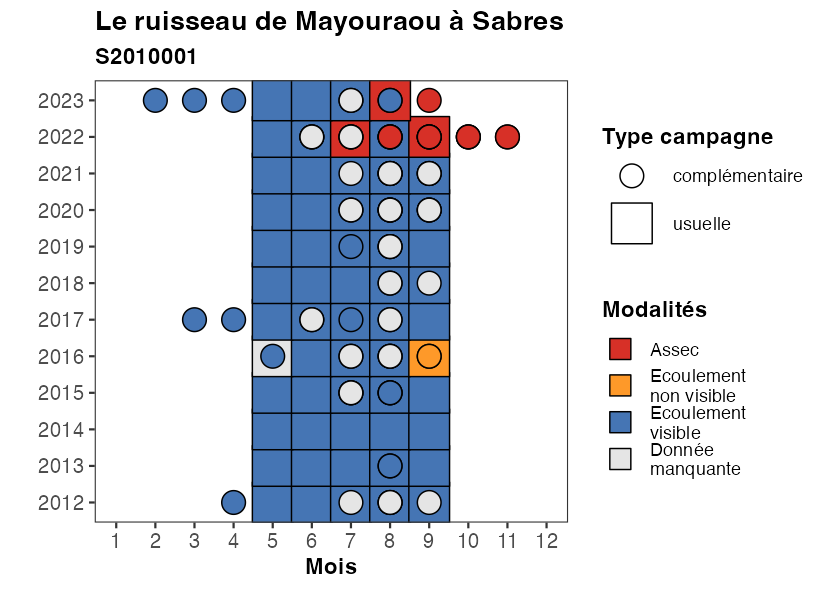 Le ruisseau de Mayouraou à Sabres
S2010001
2023
2022
2021
2020
2019
2018
2017
2016
2015
2014
2013
2012
1 2 3 4 5 6 7 8 9 10 11 12
Mois
Type campagne
complémentaire
usuelle
Modalités
Assec
Ecoulement
non visible
Ecoulement
visible
Donnée
manquante